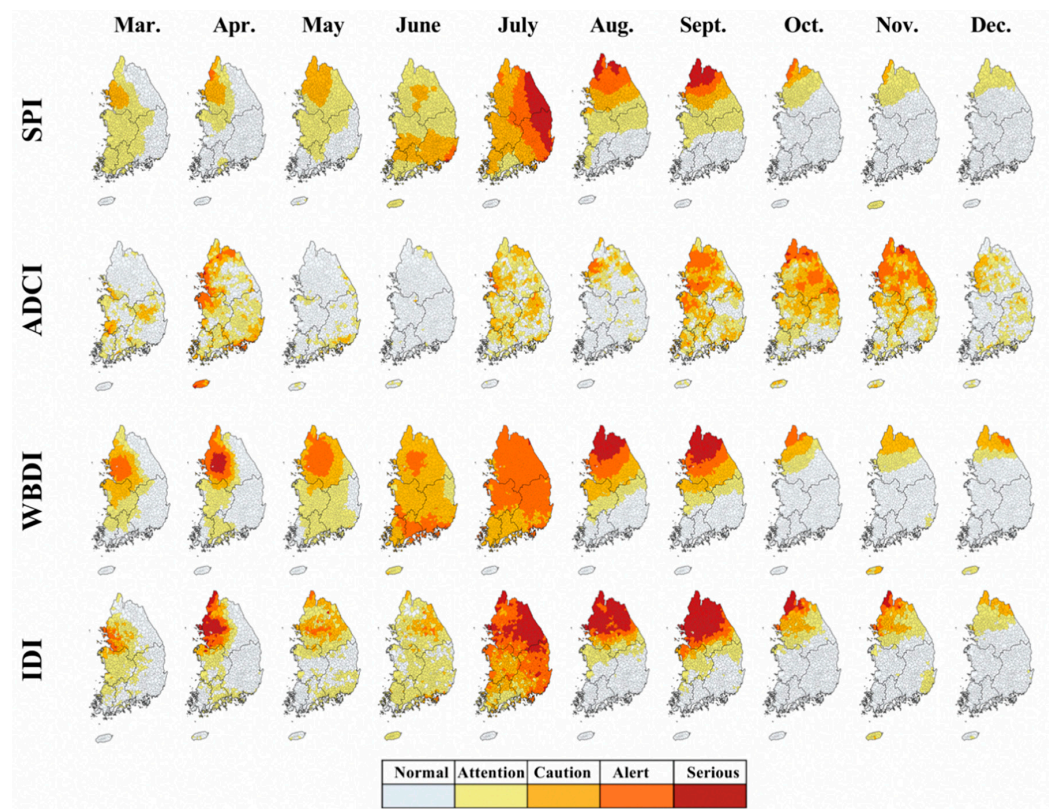 Mar. Apr. May June July Aug. Sept. Oct. Nov. Dec.
SPI
ADCI
WBDI
IDI
Normal Attention Caution Alert Serious